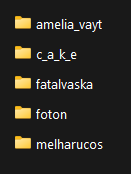 amelia_vayt
c_a_k_e
fatalvaska
foton
melharucos